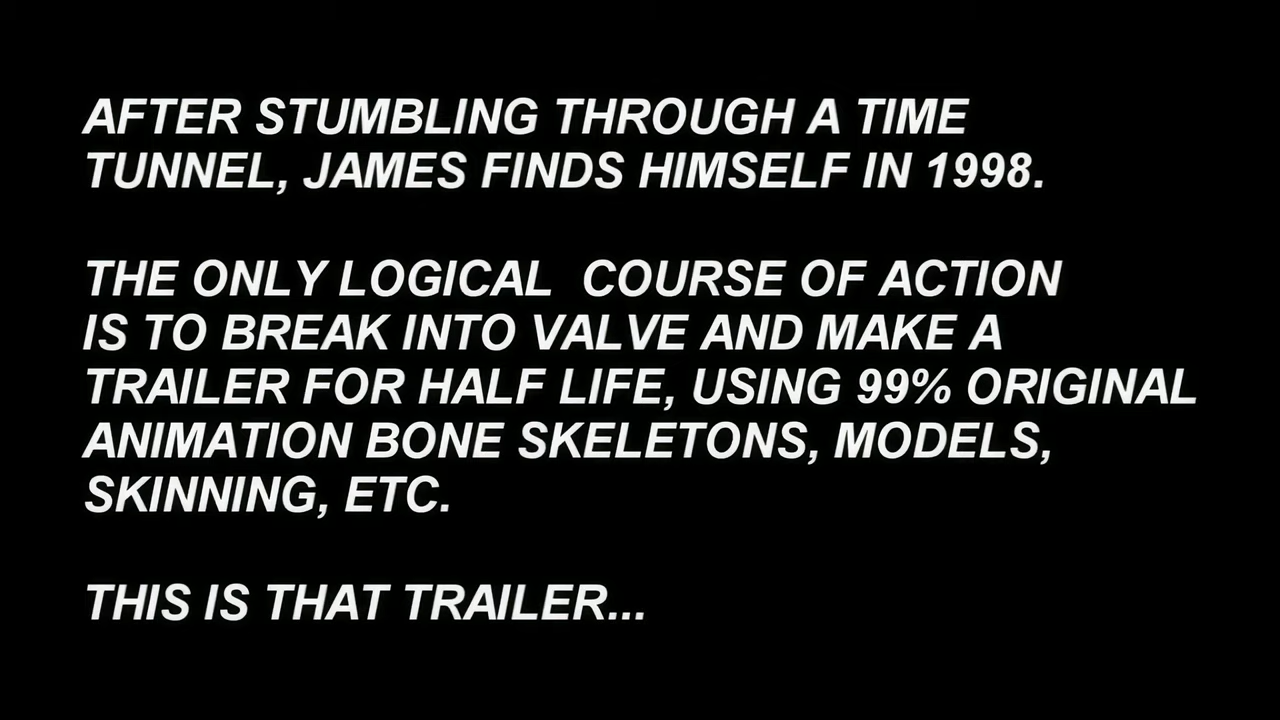 AFTER STUMBLING THROUGH A TIME
TUNNEL, JAMES FINDS HIMSELF IN 1998.
THE ONLY LOGICAL  COURSE OF ACTION
IS TO BREAK INTO VALVE AND MAKE A
TRAILER FOR HALF LIFE, USING 99% ORIGINAL
ANIMATION BONE SKELETONS, MODELS,
SKINNING, ETC.
THIS IS THAT TRAILER...